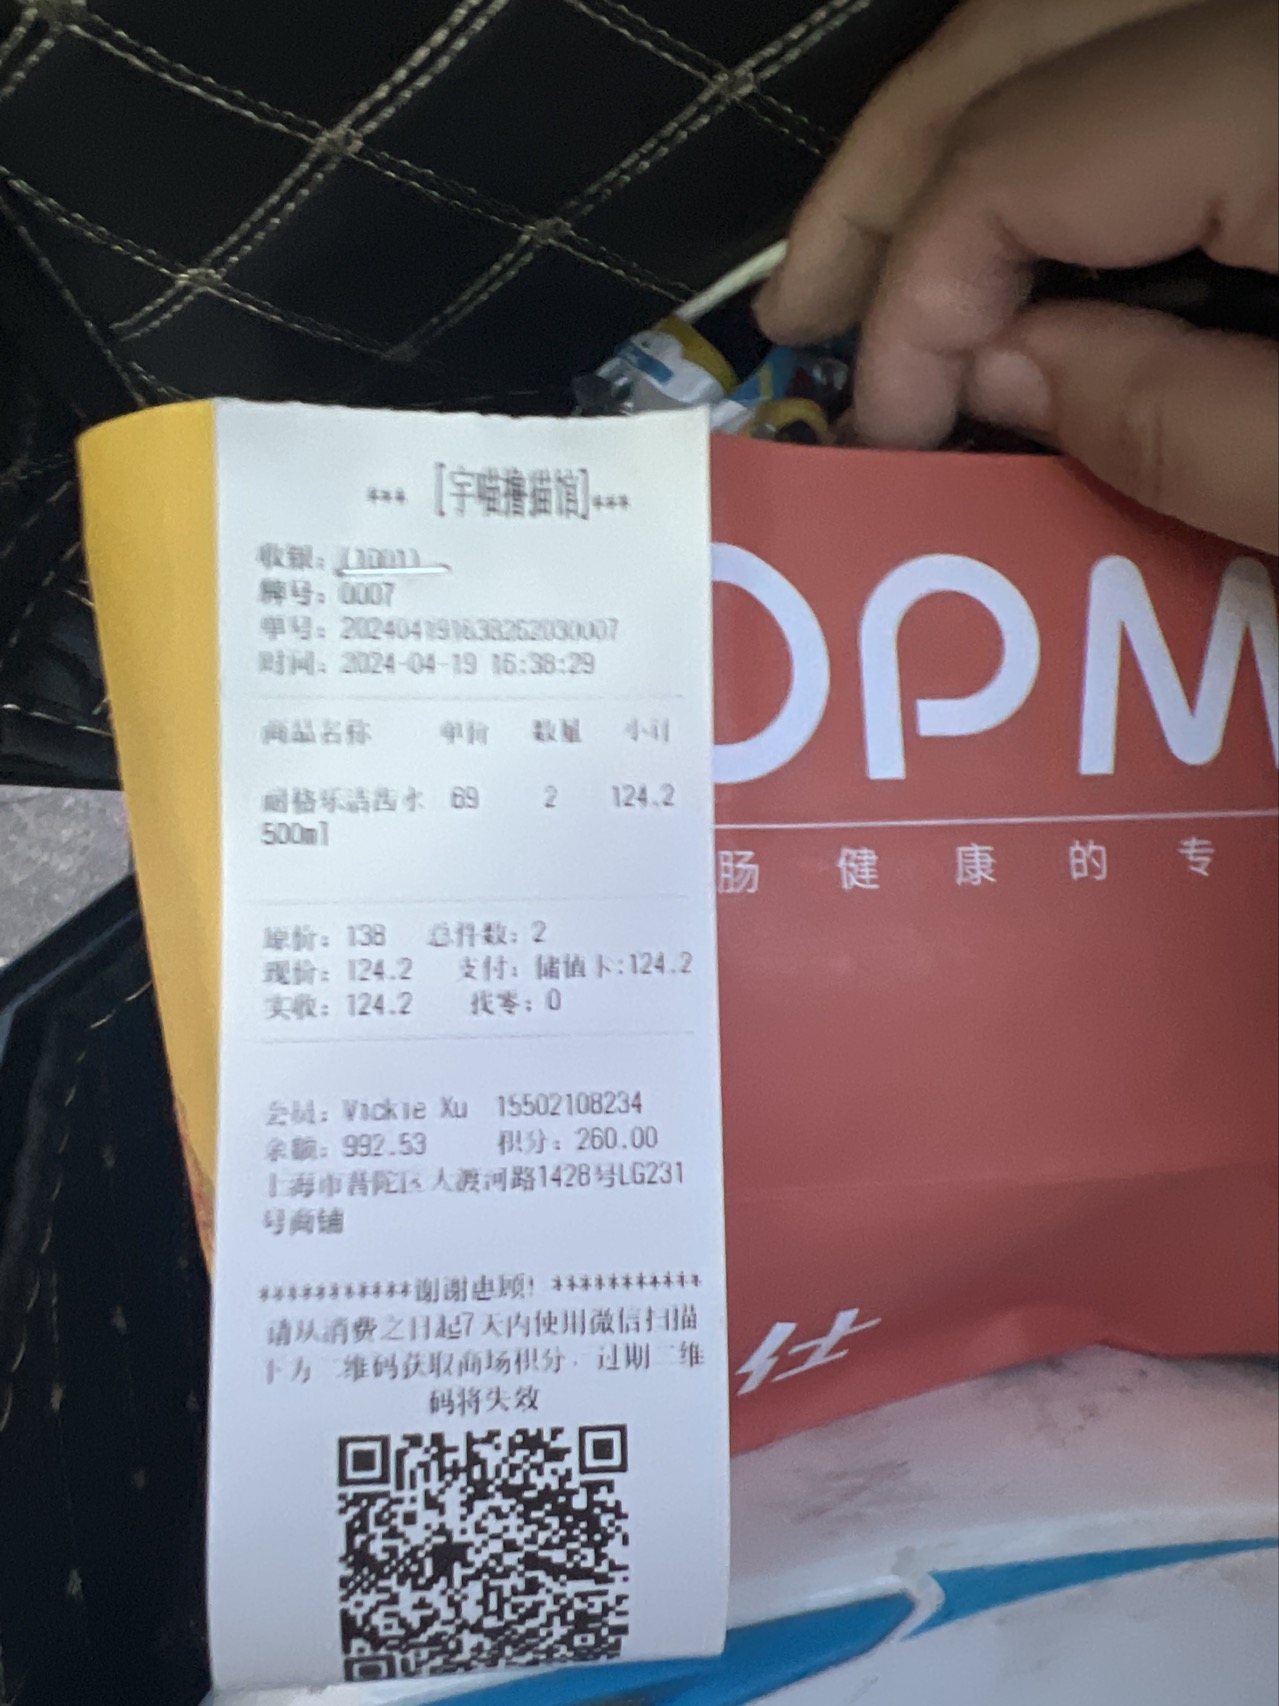 *** [宇喵撸猫馆]***
收银: (1001)
牌号: 0007
单号: 202404191638262030007
时间: 2024-04-19 16:38:29
商品名称 单价 数量 小计
耐格乐洁齿水 69 2 124.2
500ml
原价: 138 总件数: 2
现价: 124.2 支付: 储值卡:124.2
实收: 124.2 找零: 0
会员: Vickie Xu 15502108234
余额: 992.53 积分: 260.00
上海市普陀区大渡河路1428号LG231
号商铺
***********谢谢惠顾! ***********
请从消费之日起7天内使用微信扫描
下方二维码获取商场积分, 过期二维
码将失效
OPM
肠健康的专
仕